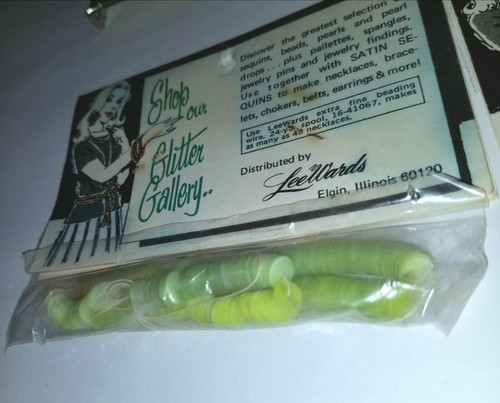 Shop
our
Glitter
Gallery..
Discover the greatest selection of
sequins, beads, pearls and pearl
drops . . . plus paillettes, spangles,
jewelry pins and jewelry findings.
Use together with SATIN SE-
QUINS to make necklaces, brace-
lets, chokers, belts, earrings & more!
Use LeeWards extra fine beading
wire, 24-yd. spool, 16-41067, makes
as many as 48 necklaces.
Distributed by
LeeWards
Elgin, Illinois 60120